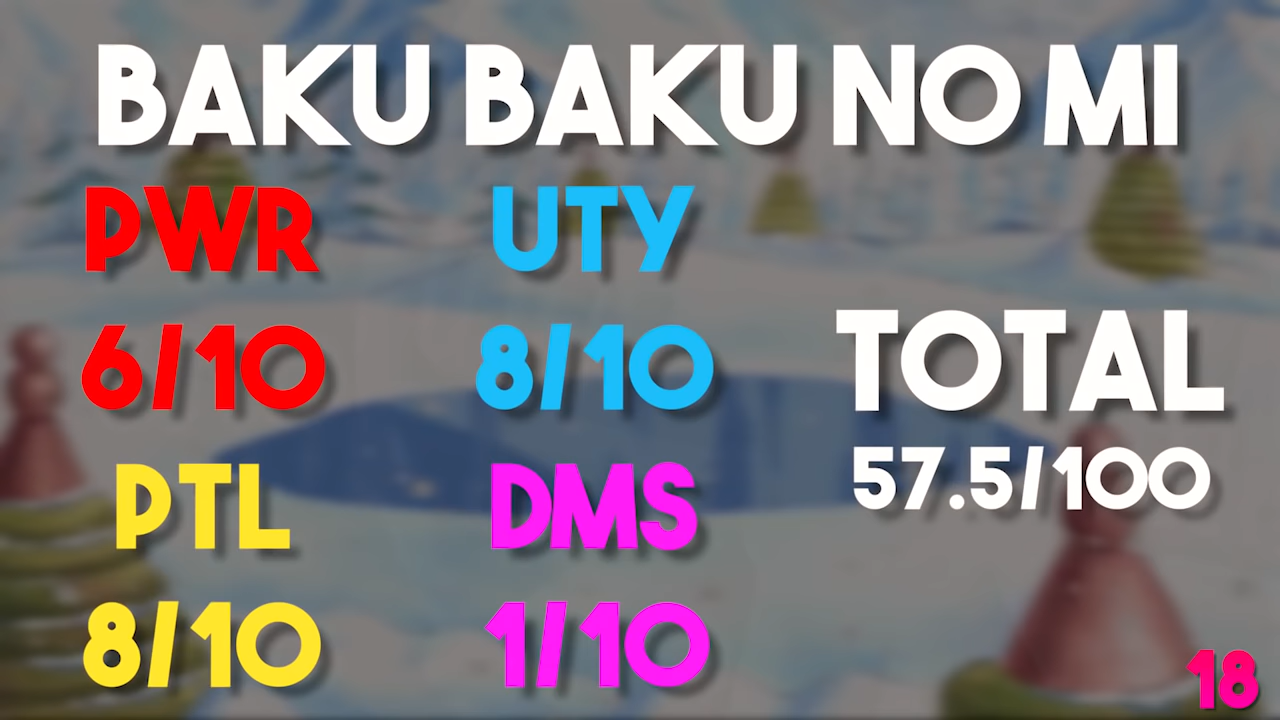 BAKU BAKU NO MI
PWR
UTY
6/10
8/10
TOTAL
57.5/100
PTL
DMS
8/10
1/10
18